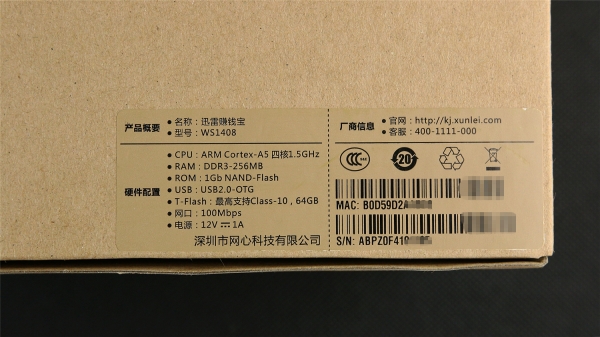 产品概要
• 名称：迅雷赚钱宝
• 型号：WS1408
硬件配置
• CPU：ARM Cortex-A5 四核1.5GHz
• RAM：DDR3-256MB
• ROM：1Gb NAND-Flash
• USB：USB2.0-OTG
• T-Flash：最高支持Class-10，64GB
• 网口：100Mbps
• 电源：12V ⎓ 1A
深圳市网心科技有限公司
厂商信息
• 官网：http://kj.xunlei.com
• 客服：400-1111-000
CCC
20
MAC: B0D59D2A
S/N: ABPZ0F410